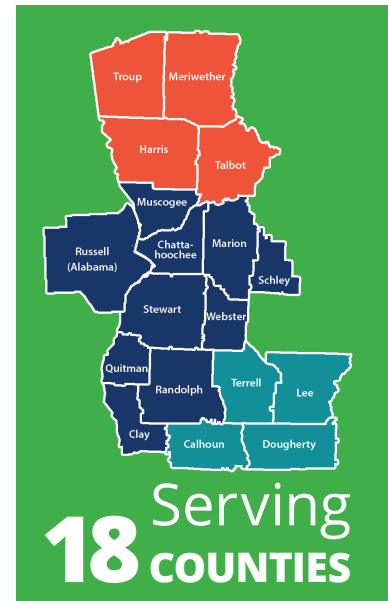 Troup
Meriwether
Harris
Talbot
Muscogee
Chatta-
hoochee
Marion
Russell
(Alabama)
Schley
Stewart
Webster
Quitman
Randolph
Terrell
Lee
Clay
Calhoun
Dougherty
Serving
18 COUNTIES